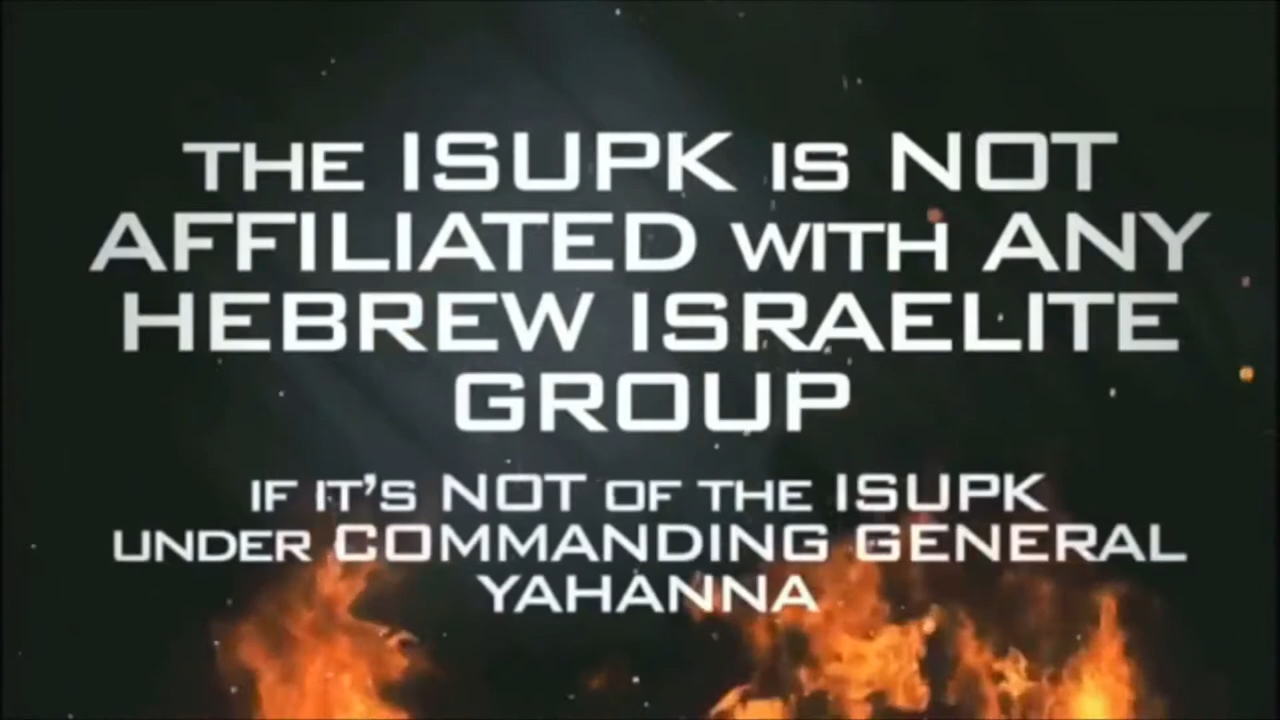 THE ISUPK IS NOT
AFFILIATED WITH ANY
HEBREW ISRAELITE
GROUP
IF IT'S NOT OF THE ISUPK
UNDER COMMANDING GENERAL
YAHANNA